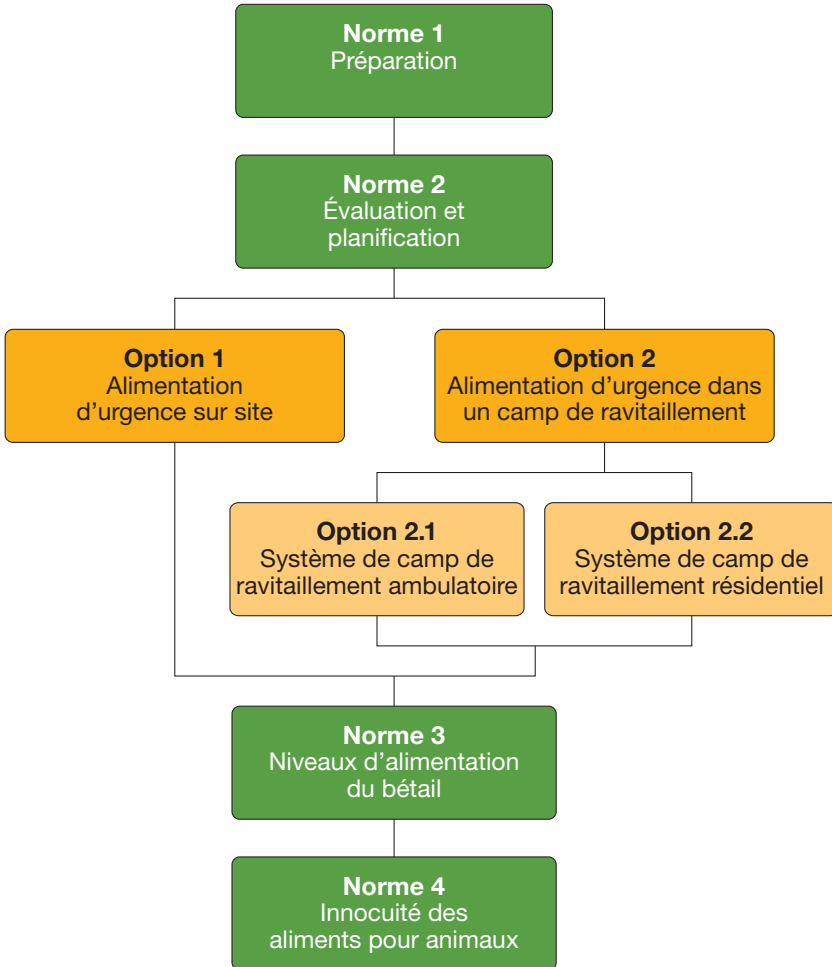 Norme 1
Préparation
Norme 2
Évaluation et
planification
Option 1
Alimentation
d’urgence sur site
Option 2
Alimentation d’urgence dans
un camp de ravitaillement
Option 2.1
Système de camp de
ravitaillement ambulatoire
Option 2.2
Système de camp de
ravitaillement résidentiel
Norme 3
Niveaux d’alimentation
du bétail
Norme 4
Innocuité des
aliments pour animaux